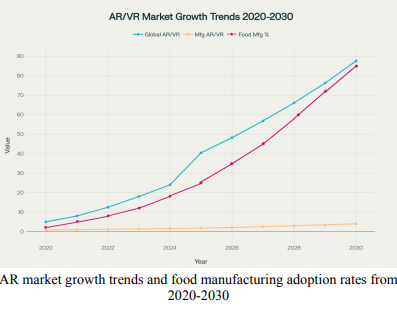 AR/VR Market Growth Trends 2020-2030
Global AR/VR Mfg AR/VR Food Mfg %
90
80
70
60
50
40
30
20
10
0
Value
2020 2022 2024 2026 2028 2030
Year
AR market growth trends and food manufacturing adoption rates from
2020-2030